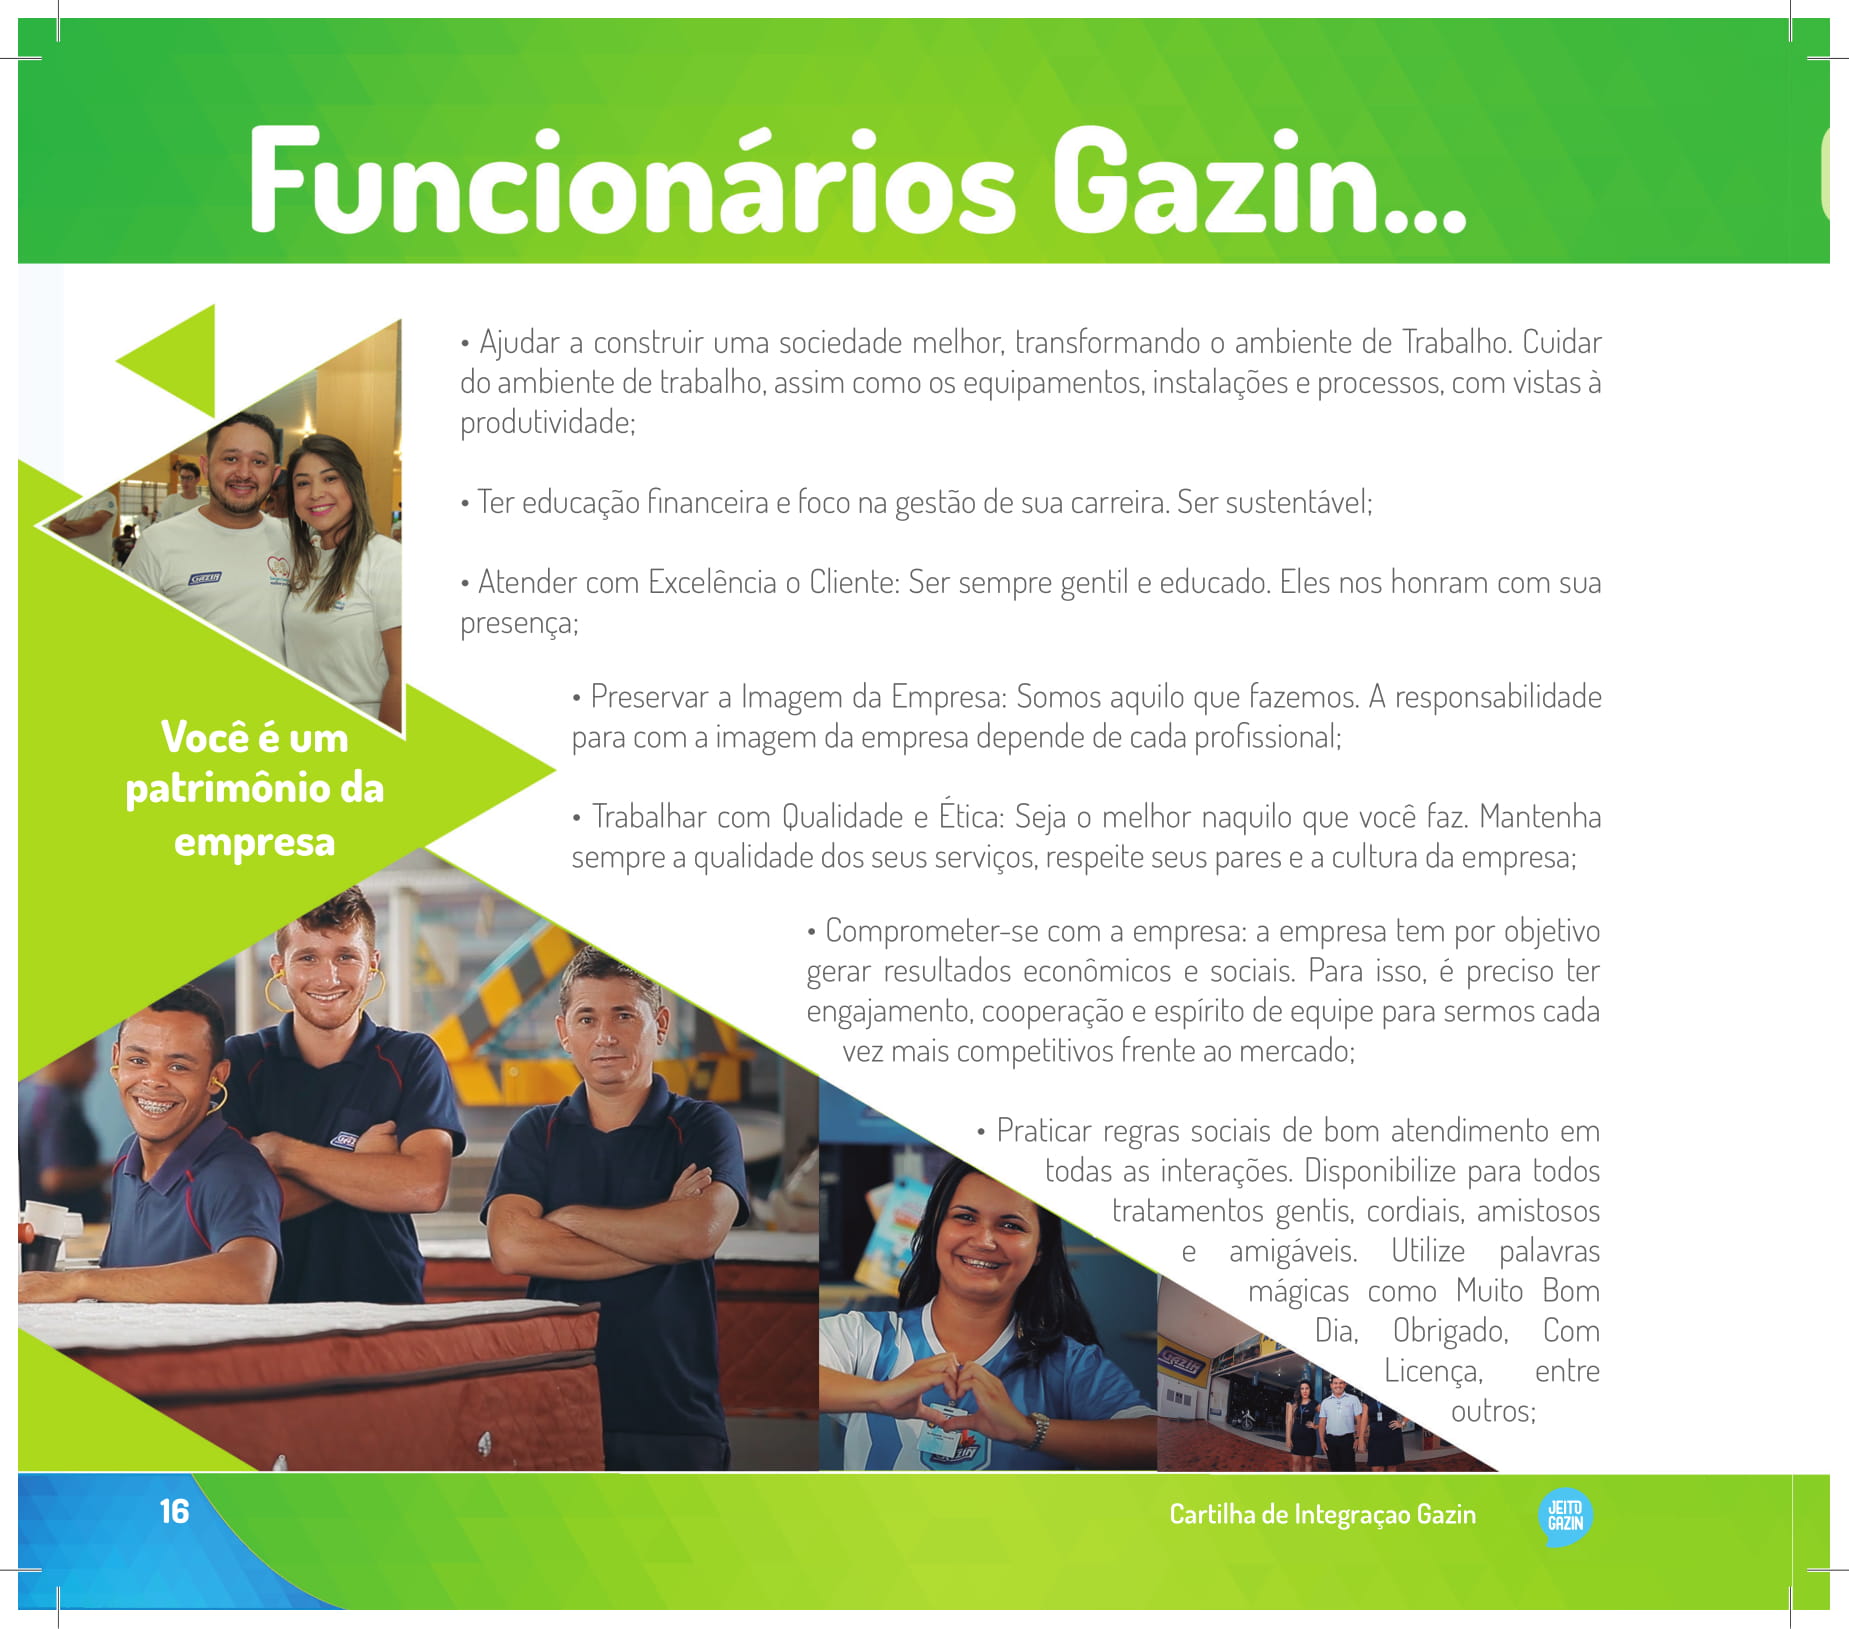 Funcionários Gazin...
• Ajudar a construir uma sociedade melhor, transformando o ambiente de Trabalho. Cuidar
do ambiente de trabalho, assim como os equipamentos, instalações e processos, com vistas à
produtividade;
• Ter educação financeira e foco na gestão de sua carreira. Ser sustentável;
• Atender com Excelência o Cliente: Ser sempre gentil e educado. Eles nos honram com sua
presença;
• Preservar a Imagem da Empresa: Somos aquilo que fazemos. A responsabilidade
para com a imagem da empresa depende de cada profissional;
• Trabalhar com Qualidade e Ética: Seja o melhor naquilo que você faz. Mantenha
sempre a qualidade dos seus serviços, respeite seus pares e a cultura da empresa;
• Comprometer-se com a empresa: a empresa tem por objetivo
gerar resultados econômicos e sociais. Para isso, é preciso ter
engajamento, cooperação e espírito de equipe para sermos cada
vez mais competitivos frente ao mercado;
• Praticar regras sociais de bom atendimento em
todas as interações. Disponibilize para todos
tratamentos gentis, cordiais, amistosos
e amigáveis. Utilize palavras
mágicas como Muito Bom
Dia, Obrigado, Com
Licença, entre
outros;
Você é um
patrimônio da
empresa
GAZIN
GAZIN
16
Cartilha de Integraçao Gazin
JEITO
GAZIN